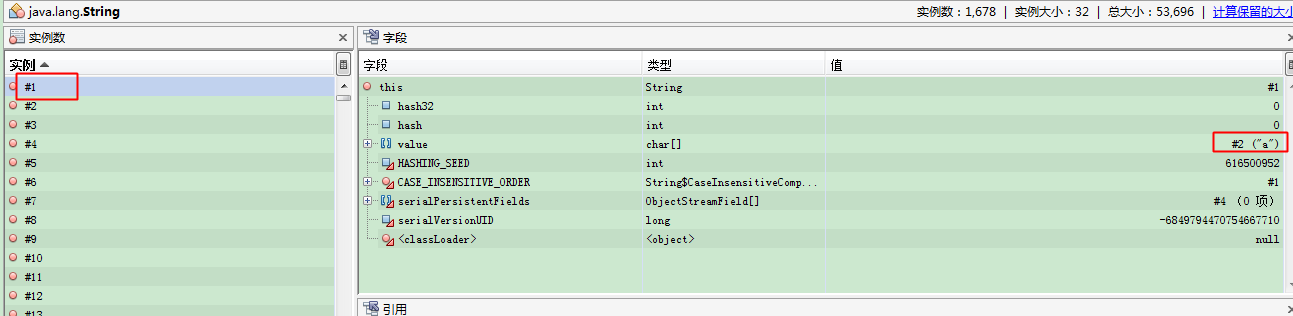 java.lang.String
实例数：1,678 | 实例大小：32 | 总大小：53,696 | 计算保留的大小
实例数
字段
实例
字段 类型 值
#1
#2
#3
#4
#5
#6
#7
#8
#9
#10
#11
#12
#13
this String #1
hash32 int 0
hash int 0
value char[] #2 ("a")
HASHING_SEED int 616500952
CASE_INSENSITIVE_ORDER String$CaseInsensitiveComp... #1
serialPersistentFields ObjectStreamField[] #4 (0 项)
serialVersionUID long -6849794470754667710
<classLoader> <object> null
引用